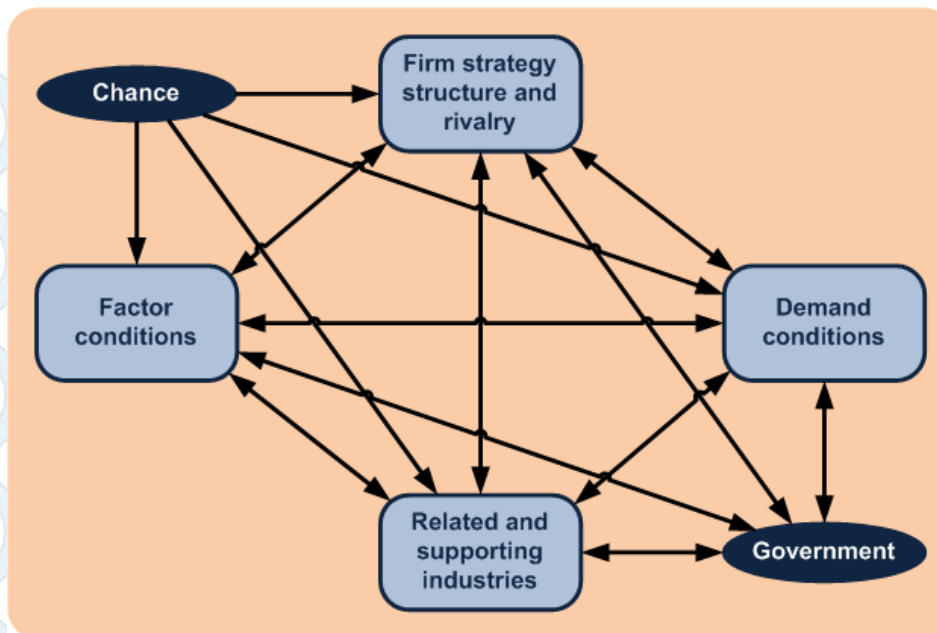 Chance
Firm strategy
structure and
rivalry
Factor
conditions
Demand
conditions
Related and
supporting
industries
Government